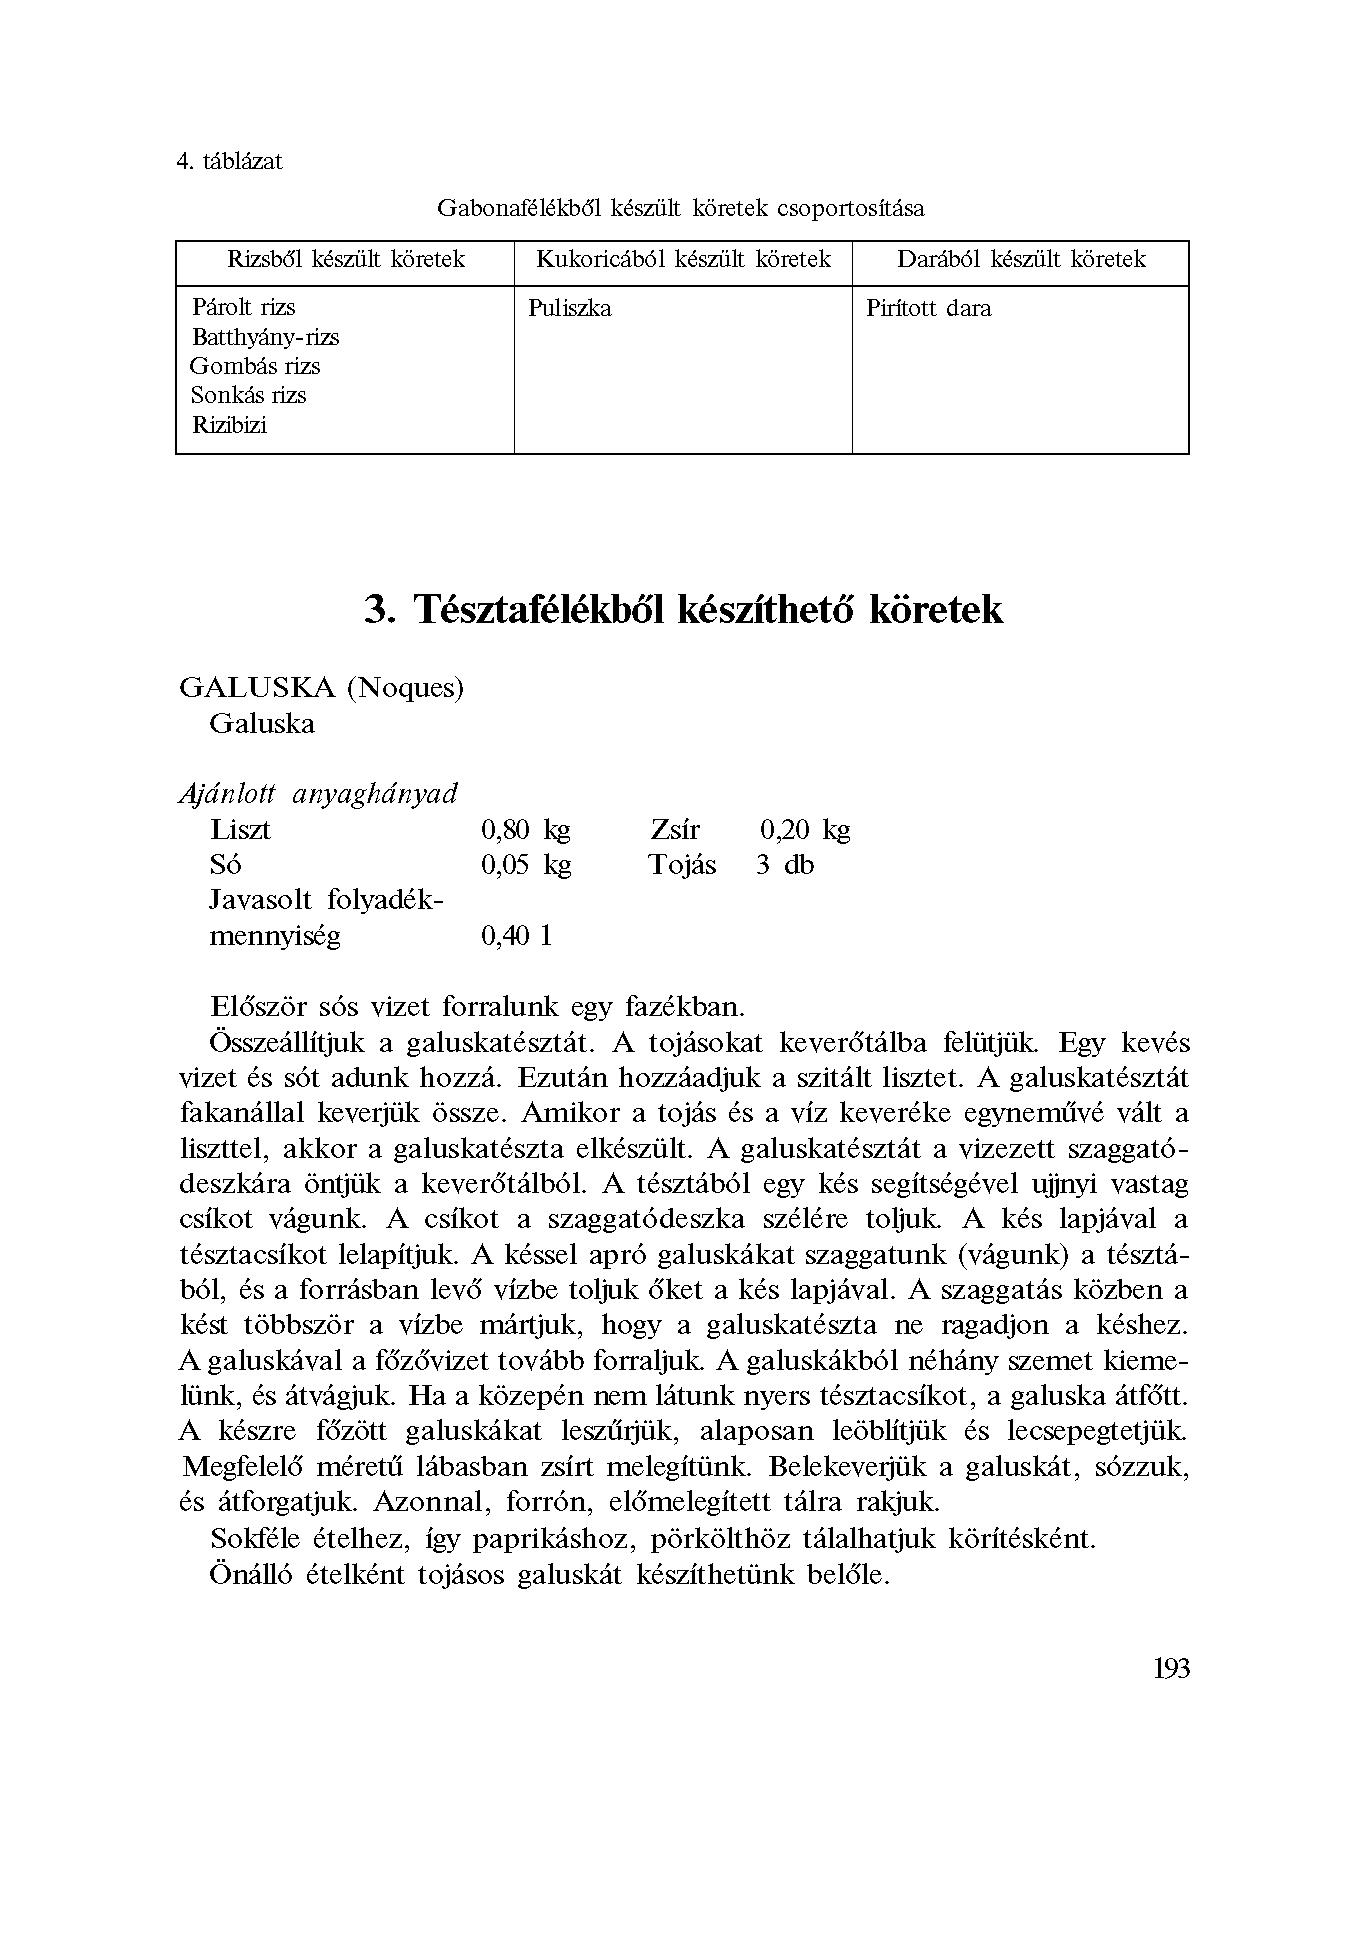 4. táblázat
Gabonafélékből készült köretek csoportosítása
Rizsből készült köretek Kukoricából készült köretek Darából készült köretek
Párolt rizs Puliszka Pirított dara
Batthyány-rizs
Gombás rizs
Sonkás rizs
Rizibizi
3. Tésztafélékből készíthető köretek
GALUSKA (Noques)
Galuska
Ajánlott anyaghányad
Liszt 0,80 kg Zsír 0,20 kg
Só 0,05 kg Tojás 3 db
Javasolt folyadék-
mennyiség 0,40 l
Először sós vizet forralunk egy fazékban.
Összeállítjuk a galuskatésztát. A tojásokat keverőtálba felütjük. Egy kevés
vizet és sót adunk hozzá. Ezután hozzáadjuk a szitált lisztet. A galuskatésztát
fakanállal keverjük össze. Amikor a tojás és a víz keveréke egyneművé vált a
liszttel, akkor a galuskatészta elkészült. A galuskatésztát a vizezett szaggató-
deszkára öntjük a keverőtálból. A tésztából egy kés segítségével ujjnyi vastag
csíkot vágunk. A csíkot a szaggatódeszka szélére toljuk. A kés lapjával a
tésztacsíkot lelapítjuk. A késsel apró galuskákat szaggatunk (vágunk) a tésztá-
ból, és a forrásban levő vízbe toljuk őket a kés lapjával. A szaggatás közben a
kést többször a vízbe mártjuk, hogy a galuskatészta ne ragadjon a késhez.
A galuskával a főzővizet tovább forraljuk. A galuskákból néhány szemet kieme-
lünk, és átvágjuk. Ha a közepén nem látunk nyers tésztacsíkot, a galuska átfőtt.
A készre főzött galuskákat leszűrjük, alaposan leöblítjük és lecsepegtetjük.
Megfelelő méretű lábasban zsírt melegítünk. Belekeverjük a galuskát, sózzuk,
és átforgatjuk. Azonnal, forrón, előmelegített tálra rakjuk.
Sokféle ételhez, így paprikáshoz, pörkölthöz tálalhatjuk körítésként.
Önálló ételként tojásos galuskát készíthetünk belőle.
193